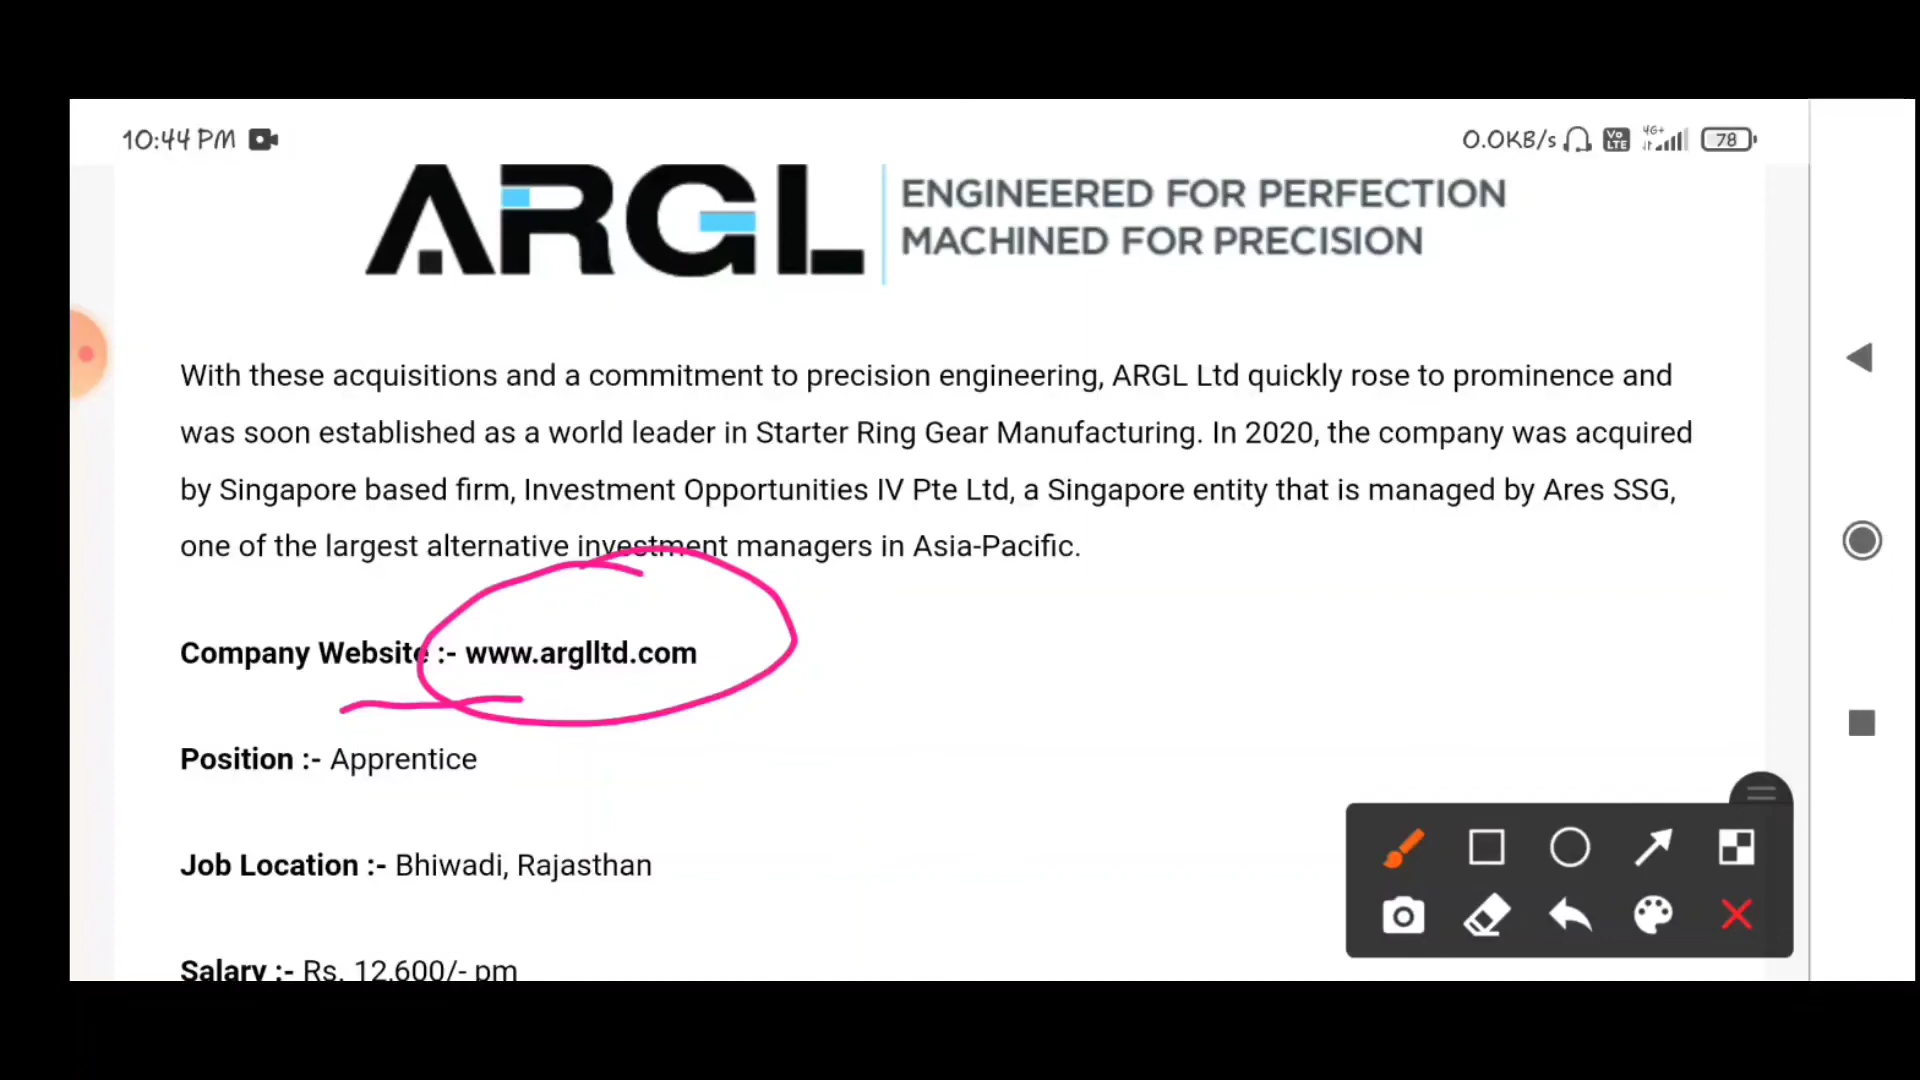 10:44 PM
0.0KB/s Vo LTE 4G+ 78
ARGL
ENGINEERED FOR PERFECTION
MACHINED FOR PRECISION
With these acquisitions and a commitment to precision engineering, ARGL Ltd quickly rose to prominence and
was soon established as a world leader in Starter Ring Gear Manufacturing. In 2020, the company was acquired
by Singapore based firm, Investment Opportunities IV Pte Ltd, a Singapore entity that is managed by Ares SSG,
one of the largest alternative investment managers in Asia-Pacific.
Company Website :- www.arglltd.com
Position :- Apprentice
Job Location :- Bhiwadi, Rajasthan
Salary :- Rs. 12,600/- pm